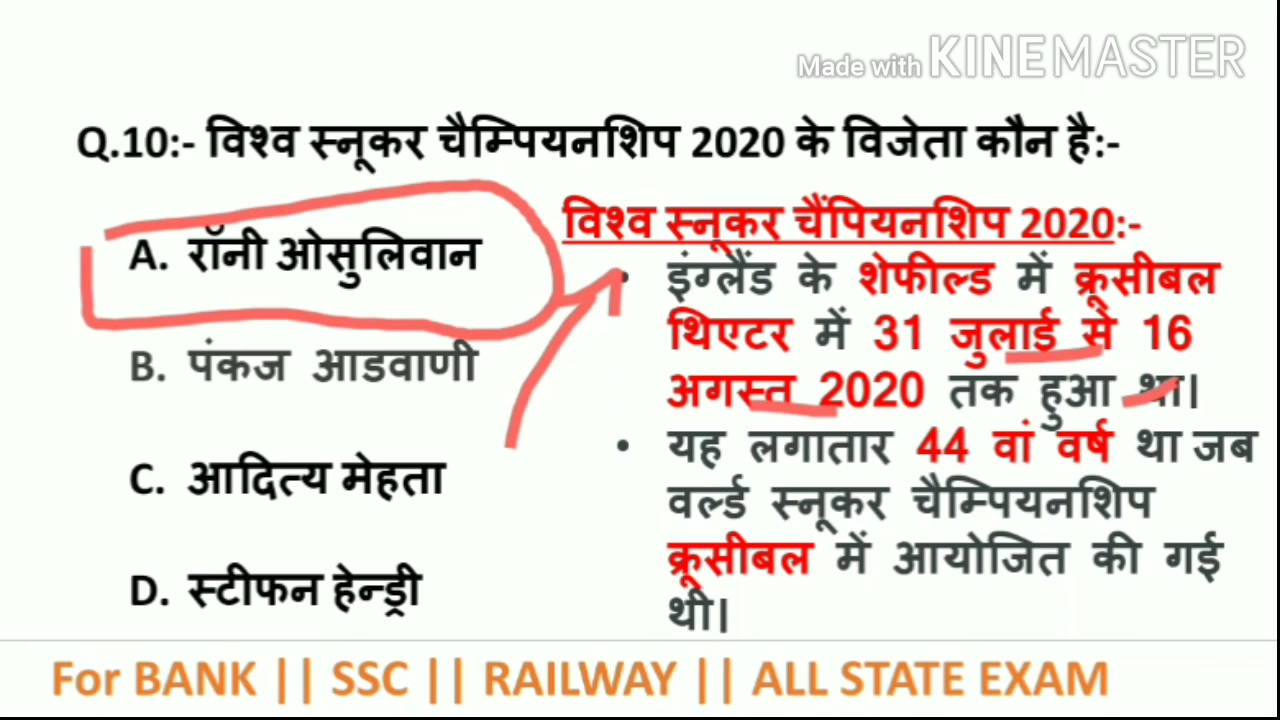 Made with KINEMASTER
Q.10:- विश्व स्नूकर चैम्पियनशिप 2020 के विजेता कौन है:-
A. रॉनी ओसुलिवान
B. पंकज आडवाणी
C. आदित्य मेहता
D. स्टीफन हेन्ड्री
विश्व स्नूकर चैंपियनशिप 2020:-
• इंग्लैंड के शेफील्ड में क्रूसीबल
थिएटर में 31 जुलाई से 16
अगस्त 2020 तक हुआ था।
• यह लगातार 44 वां वर्ष था जब
वर्ल्ड स्नूकर चैम्पियनशिप
क्रूसीबल में आयोजित की गई
थी।
For BANK || SSC || RAILWAY || ALL STATE EXAM